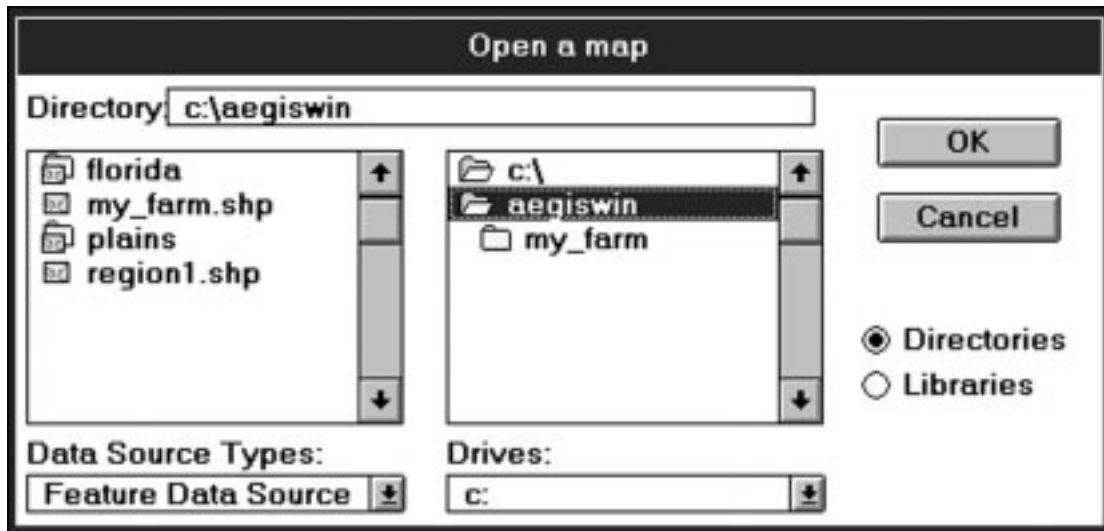 Open a map
Directory: c:\aegiswin
florida
my_farm.shp
plains
region1.shp
c:\
aegiswin
my_farm
OK
Cancel
Directories
Libraries
Data Source Types:
Feature Data Source
Drives:
c: